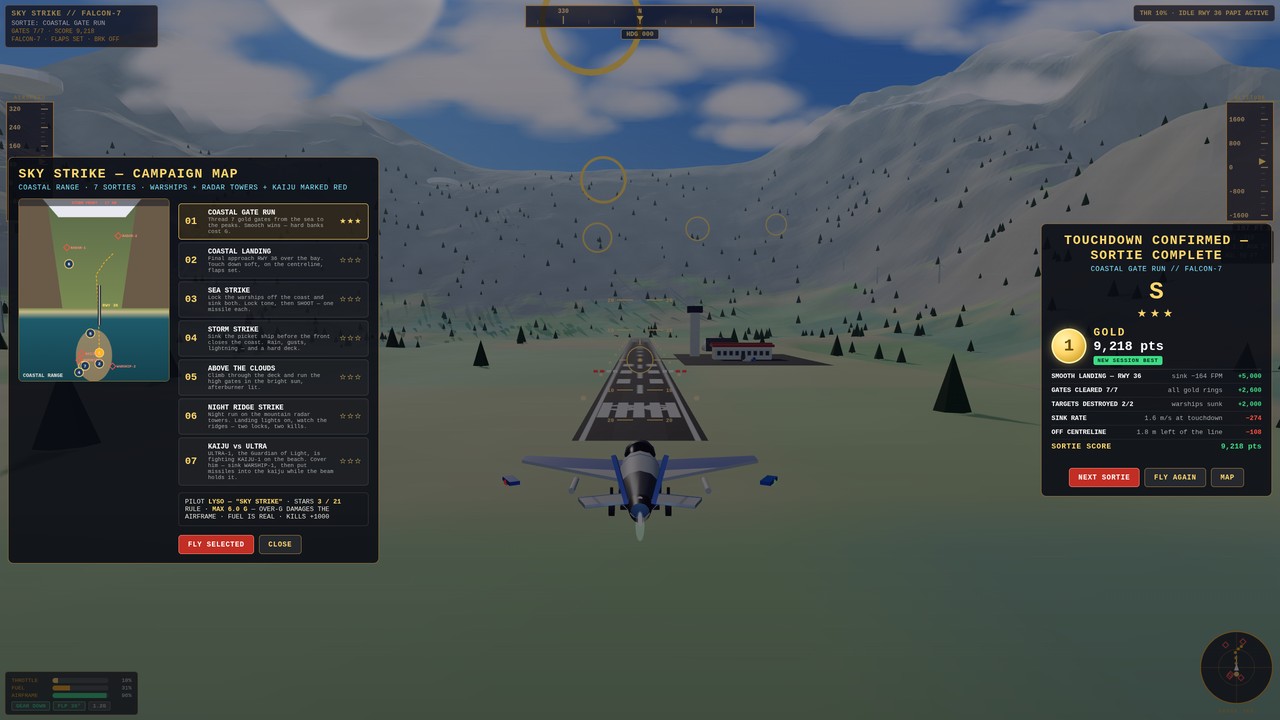 SKY STRIKE // FALCON-7
SORTIE: COASTAL GATE RUN
GATES 7/7 · SCORE 9,218
FALCON-7 · FLAPS SET · BRK OFF
330 N 030
HDG 000
THR 10% · IDLE RWY 36 PAPI ACTIVE
320
240
160
1600
800
0
-800
-1600
SKY STRIKE — CAMPAIGN MAP
COASTAL RANGE · 7 SORTIES · WARSHIPS + RADAR TOWERS + KAIJU MARKED RED
RWY 36
COASTAL RANGE
01 COASTAL GATE RUN ★★★
Thread 7 gold gates from the sea to
the peaks. Smooth wins — hard banks
cost G.
02 COASTAL LANDING ☆☆☆
Final approach RWY 36 over the bay.
Touch down soft, on the centreline,
flaps set.
03 SEA STRIKE ☆☆☆
Lock the warships off the coast and
sink both. Lock tone, then SHOOT — one
missile each.
04 STORM STRIKE ☆☆☆
Sink the picket ship before the front
closes the coast. Rain, gusts,
lightning — and a hard deck.
05 ABOVE THE CLOUDS ☆☆☆
Climb through the deck and run the
high gates in the bright sun,
afterburner lit.
06 NIGHT RIDGE STRIKE ☆☆☆
Night run on the mountain radar
towers. Landing lights on, watch the
ridges — two locks, two kills.
07 KAIJU vs ULTRA ☆☆☆
ULTRA-1, the Guardian of Light, is
fighting KAIJU-1 on the beach. Cover
him — sink WARSHIP-1, then put
missiles into the kaiju while the beam
holds it.
PILOT LYSO — "SKY STRIKE" · STARS 3 / 21
RULE · MAX 6.0 G — OVER-G DAMAGES THE
AIRFRAME · FUEL IS REAL · KILLS +1000
FLY SELECTED CLOSE
TOUCHDOWN CONFIRMED —
SORTIE COMPLETE
COASTAL GATE RUN // FALCON-7
S
★★★
1 GOLD
9,218 pts
NEW SESSION BEST
SMOOTH LANDING — RWY 36 sink −164 FPM +5,000
GATES CLEARED 7/7 all gold rings +2,600
TARGETS DESTROYED 2/2 warships sunk +2,000
SINK RATE 1.6 m/s at touchdown −274
OFF CENTRELINE 1.8 m left of the line −108
SORTIE SCORE 9,218 pts
NEXT SORTIE FLY AGAIN MAP
THROTTLE 10%
FUEL 31%
AIRFRAME
GEAR DOWN